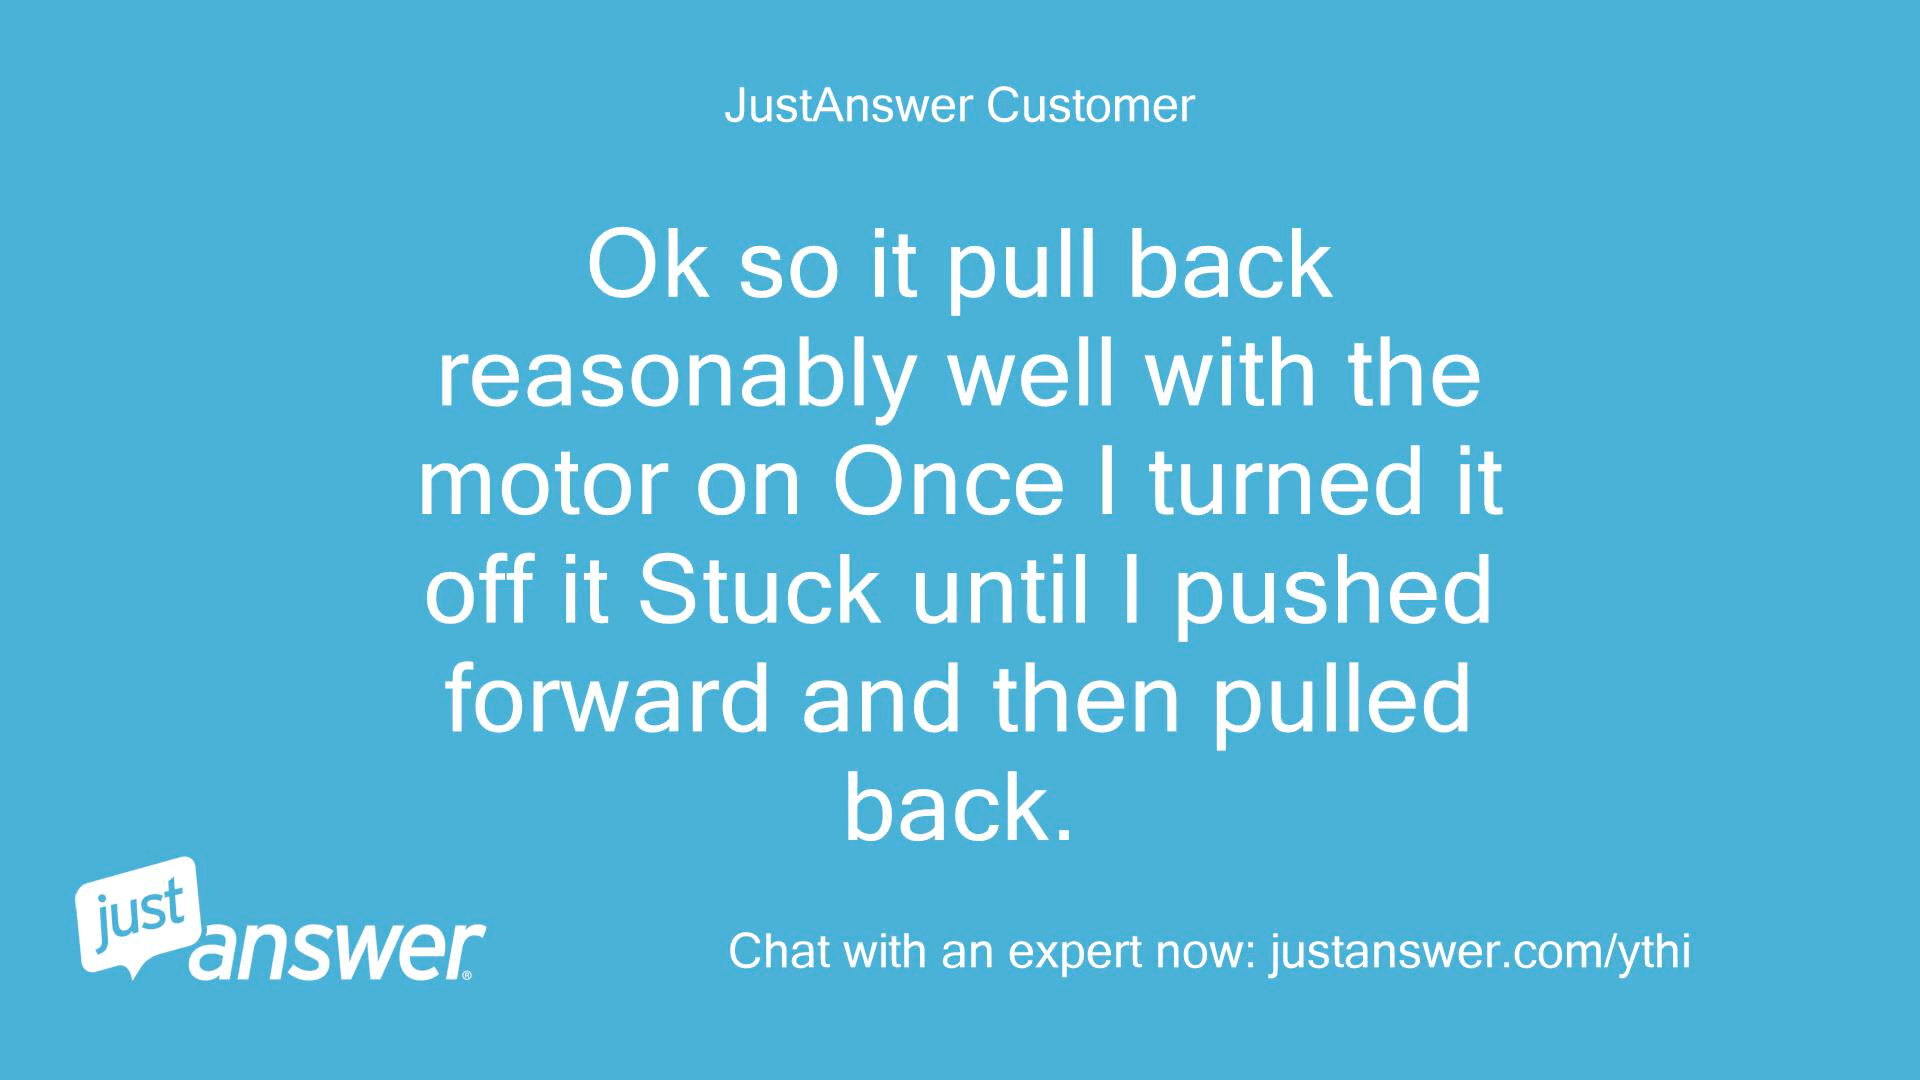 JustAnswer Customer
Ok so it pull back
reasonably well with the
motor on Once I turned it
off it Stuck until I pushed
forward and then pulled
back.
just
answer®
Chat with an expert now: justanswer.com/ythi